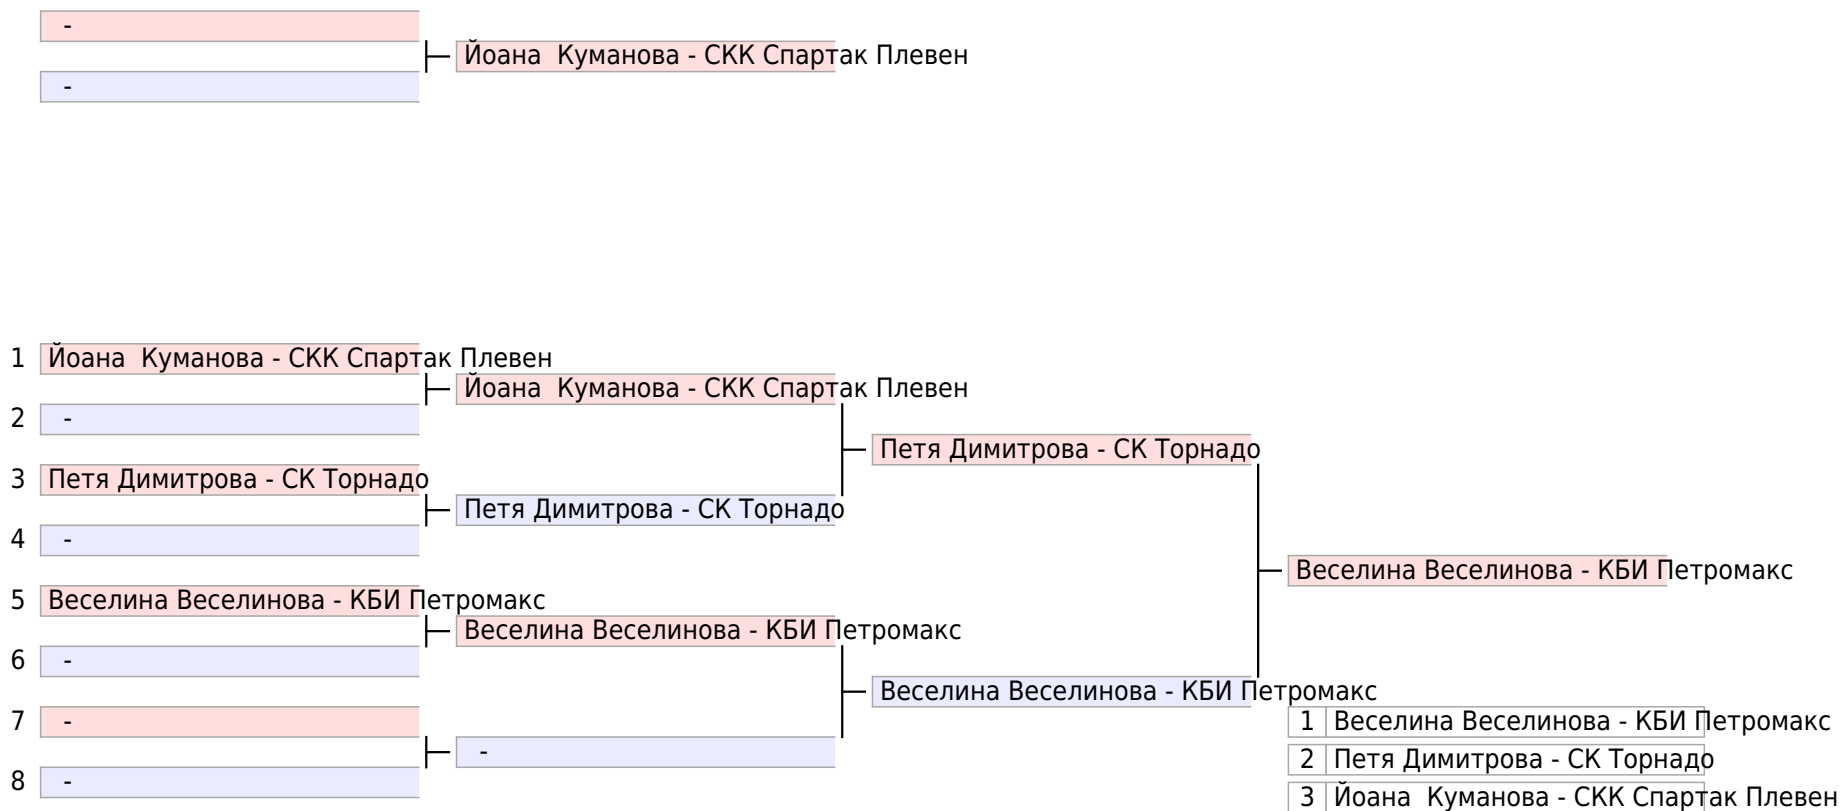 -
Йоана  Куманова - СКК Спартак Плевен
-
1 Йоана  Куманова - СКК Спартак Плевен
Йоана  Куманова - СКК Спартак Плевен
2 -
Петя Димитрова - СК Торнадо
3 Петя Димитрова - СК Торнадо
Петя Димитрова - СК Торнадо
4 -
Веселина Веселинова - КБИ Петромакс
5 Веселина Веселинова - КБИ Петромакс
Веселина Веселинова - КБИ Петромакс
6 -
Веселина Веселинова - КБИ Петромакс
7 -
-
8 -
1 Веселина Веселинова - КБИ Петромакс
2 Петя Димитрова - СК Торнадо
3 Йоана  Куманова - СКК Спартак Плевен